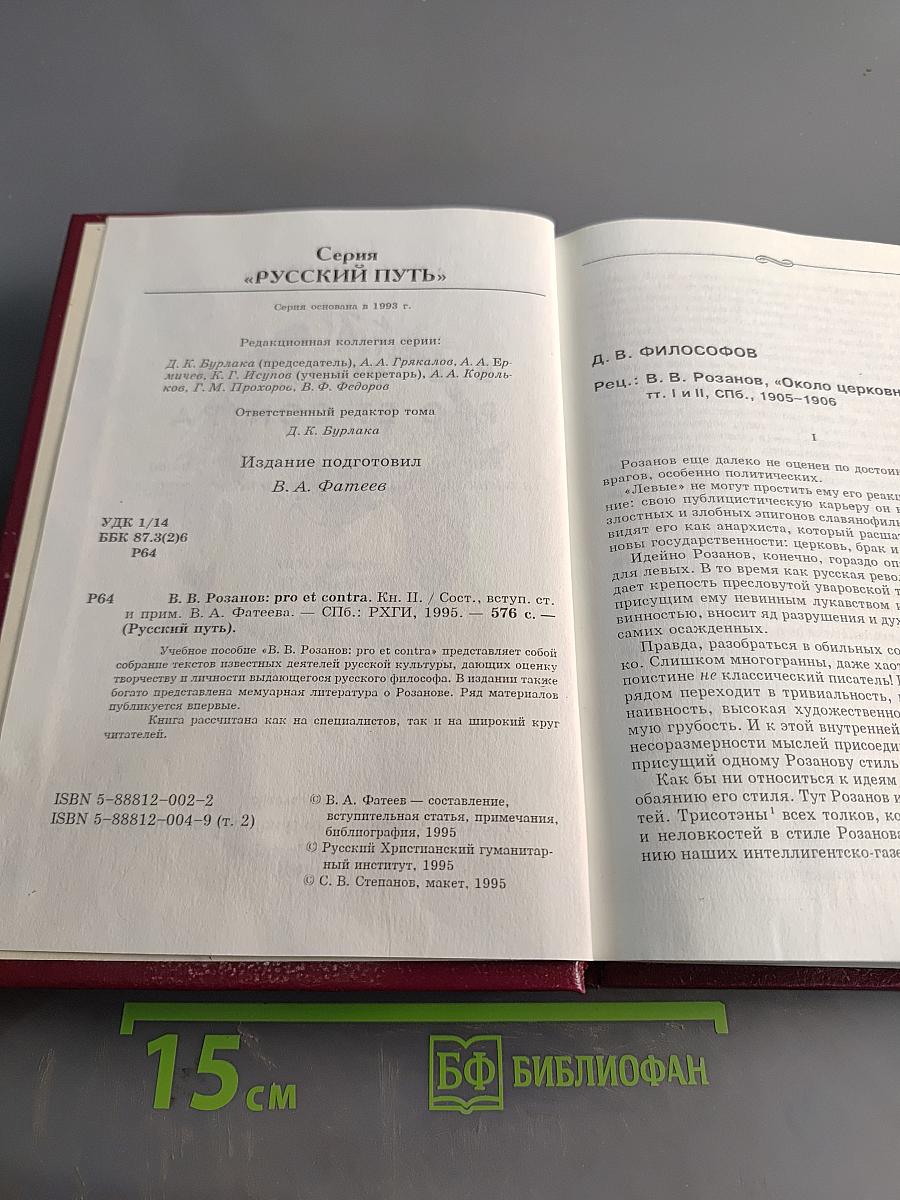 Серия
«РУССКИЙ ПУТЬ»
Серия основана в 1993 г.
Редакционная коллегия серии:
Д. К. Бурлака (председатель), А. А. Грякалов, А. А. Ер-
мичев, К. Г. Исупов (ученый секретарь), А. А. Король-
ков, Г. М. Прохоров, В. Ф. Федоров
Ответственный редактор тома
Д. К. Бурлака
Издание подготовил
В. А. Фатеев
УДК 1/14
ББК 87.3(2)6
Р64
Р64 В. В. Розанов: pro et contra. Кн. II. / Сост., вступ. ст.
и прим. В. А. Фатеева. — СПб.: РХГИ, 1995. — 576 с. —
(Русский путь).
Учебное пособие «В. В. Розанов: pro et contra» представляет собой
собрание текстов известных деятелей русской культуры, дающих оценку
творчеству и личности выдающегося русского философа. В издании также
богато представлена мемуарная литература о Розанове. Ряд материалов
публикуется впервые.
Книга рассчитана как на специалистов, так и на широкий круг
читателей.
ISBN 5-88812-002-2
ISBN 5-88812-004-9 (т. 2)
© В. А. Фатеев — составление,
вступительная статья, примечания,
библиография, 1995
© Русский Христианский гуманитар-
ный институт, 1995
© С. В. Степанов, макет, 1995
Д. В. ФИЛОСОФОВ
Рец.: В. В. Розанов, «Около церковн
тт. I и II, СПб., 1905–1906
I
Розанов еще далеко не оценен по достои
врагов, особенно политических.
«Левые» не могут простить ему его реак
ние: свою публицистическую карьеру он
злостных и злобных эпигонов славянофил
видят его как анархиста, который расша
новы государственности: церковь, брак и
Идейно Розанов, конечно, гораздо оп
для левых. В то время как русская рево
дает крепость пресловутой уваровской т
присущим ему невинным лукавством и
винностью, вносит яд разрушения и ду
самих осажденных.
Правда, разобраться в обильных со
ко. Слишком многогранны, даже хаот
поистине не классический писатель!
рядом переходит в тривиальность,
наивность, высокая художественно
мую грубость. И к этой внутренней
несоразмерности мыслей присоеди
присущий одному Розанову стиль
Как бы ни относиться к идеям
обаянию его стиля. Тут Розанов и
тей. Трисотэны¹ всех толков, ко
и неловкостей в стиле Розанов
нию наших интеллигентско-газе
15 см
БФ БИБЛИОФАН